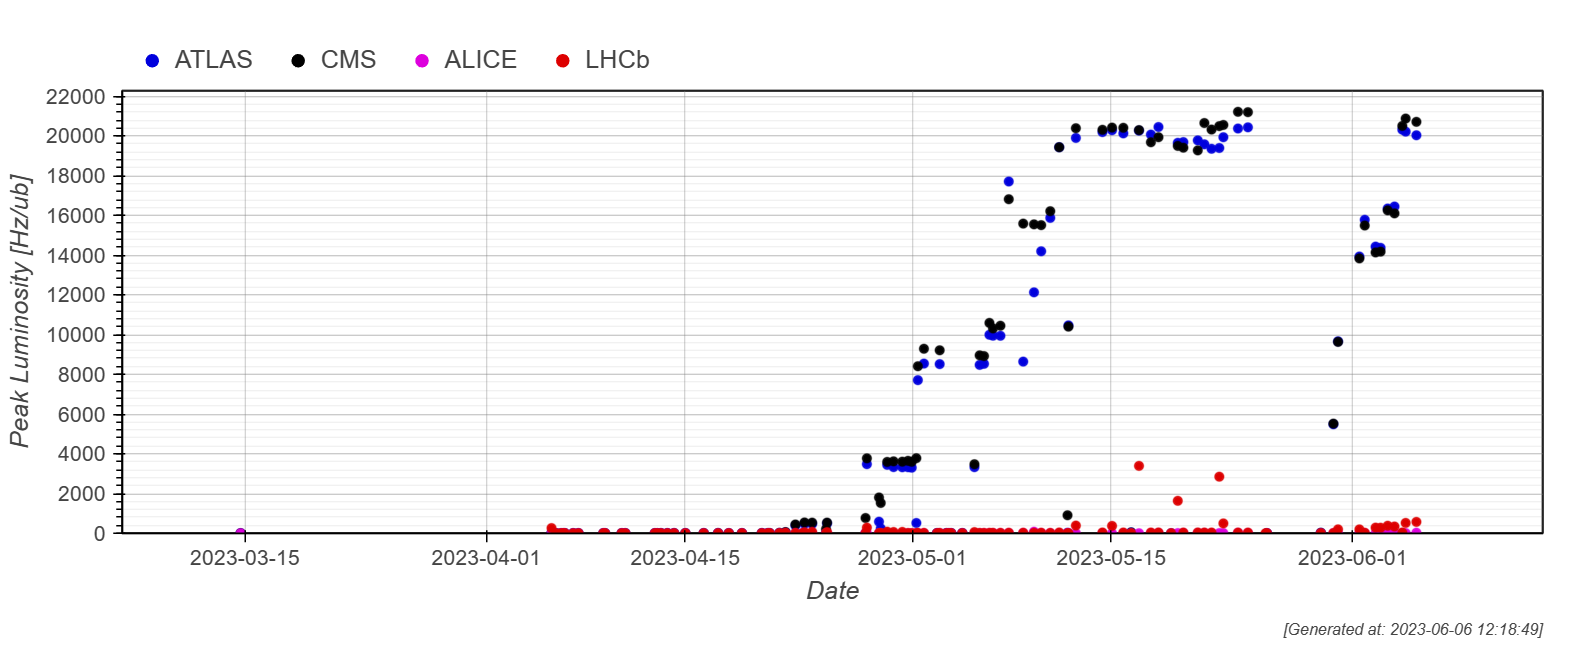 ATLAS CMS ALICE LHCb
Peak Luminosity [Hz/ub]
22000
20000
18000
16000
14000
12000
10000
8000
6000
4000
2000
0
2023-03-15 2023-04-01 2023-04-15 2023-05-01 2023-05-15 2023-06-01
Date
[Generated at: 2023-06-06 12:18:49]